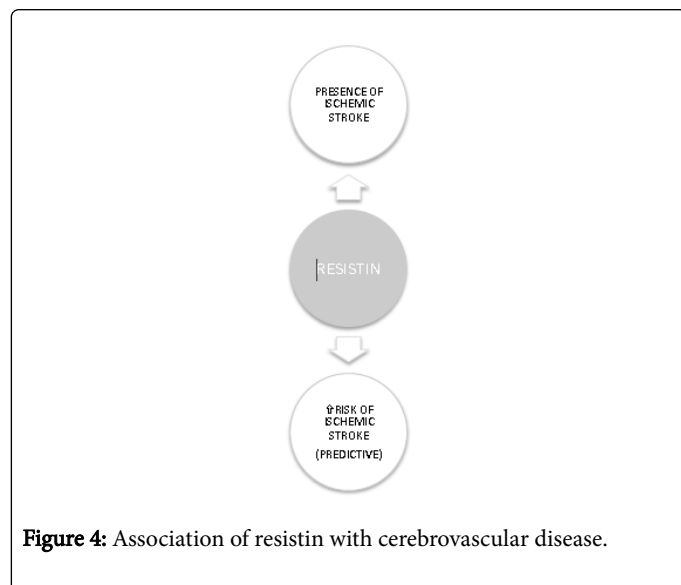 PRESENCE OF
ISCHEMIC
STROKE
RESISTIN
⇧RISK OF
ISCHEMIC
STROKE
(PREDICTIVE)
Figure 4: Association of resistin with cerebrovascular disease.